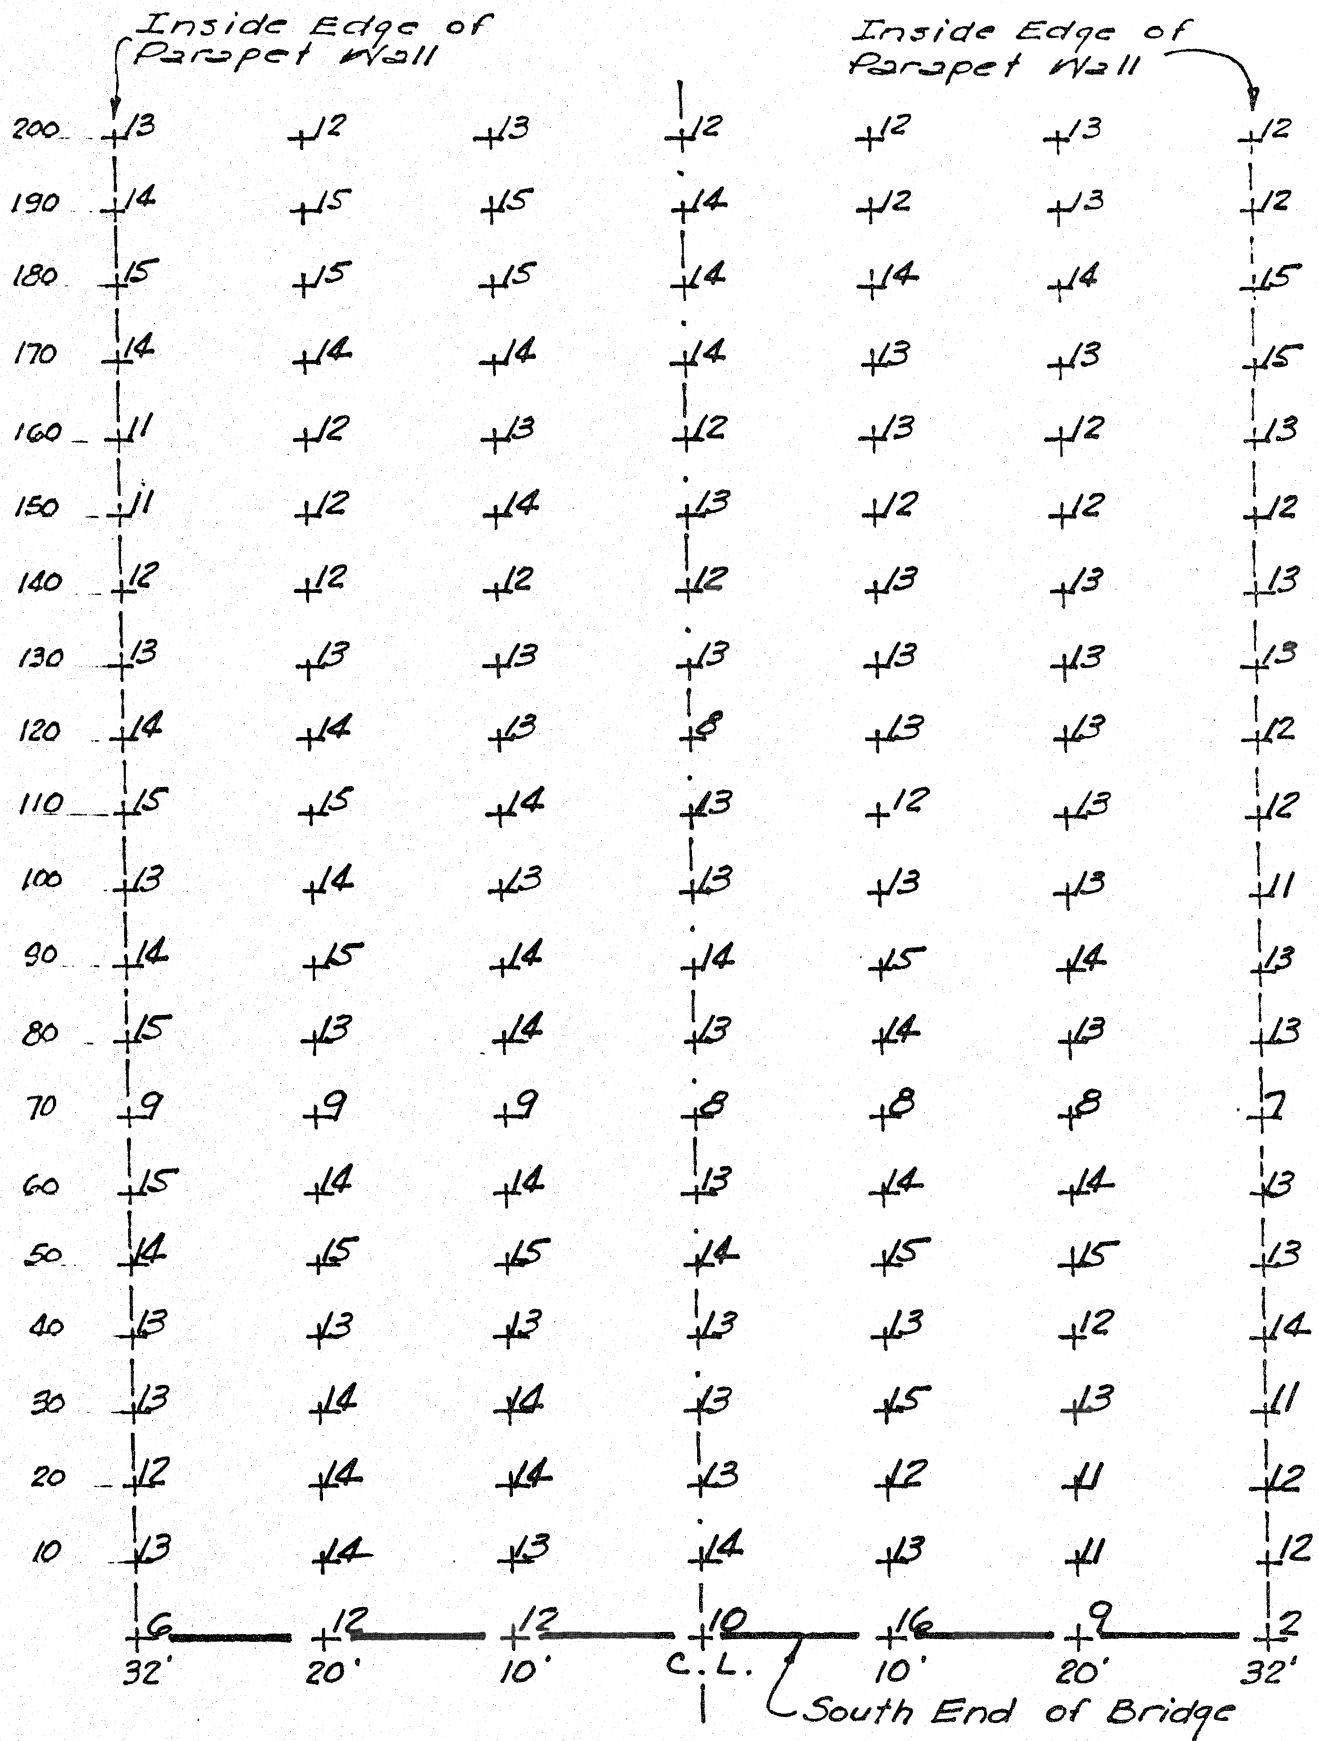 Inside Edge of Parapet Wall
Inside Edge of Parapet Wall
200 13 12 13 12 12 13 12
190 14 15 15 14 12 13 12
180 15 15 15 14 14 14 15
170 14 14 14 14 13 13 15
160 11 12 13 12 13 12 13
150 11 12 14 13 12 12 12
140 12 12 12 12 13 13 13
130 13 13 13 13 13 13 13
120 14 14 13 8 13 13 12
110 15 15 14 13 12 13 12
100 13 14 13 13 13 13 11
90 14 15 14 14 15 14 13
80 15 13 14 13 14 13 13
70 9 9 9 8 8 8 7
60 15 14 14 13 14 14 13
50 14 15 15 14 15 15 13
40 13 13 13 13 13 12 14
30 13 14 14 13 15 13 11
20 12 14 14 13 12 11 12
10 13 14 13 14 13 11 12
6 12 12 10 16 9 2
32' 20' 10' C.L. 10' 20' 32'
South End of Bridge